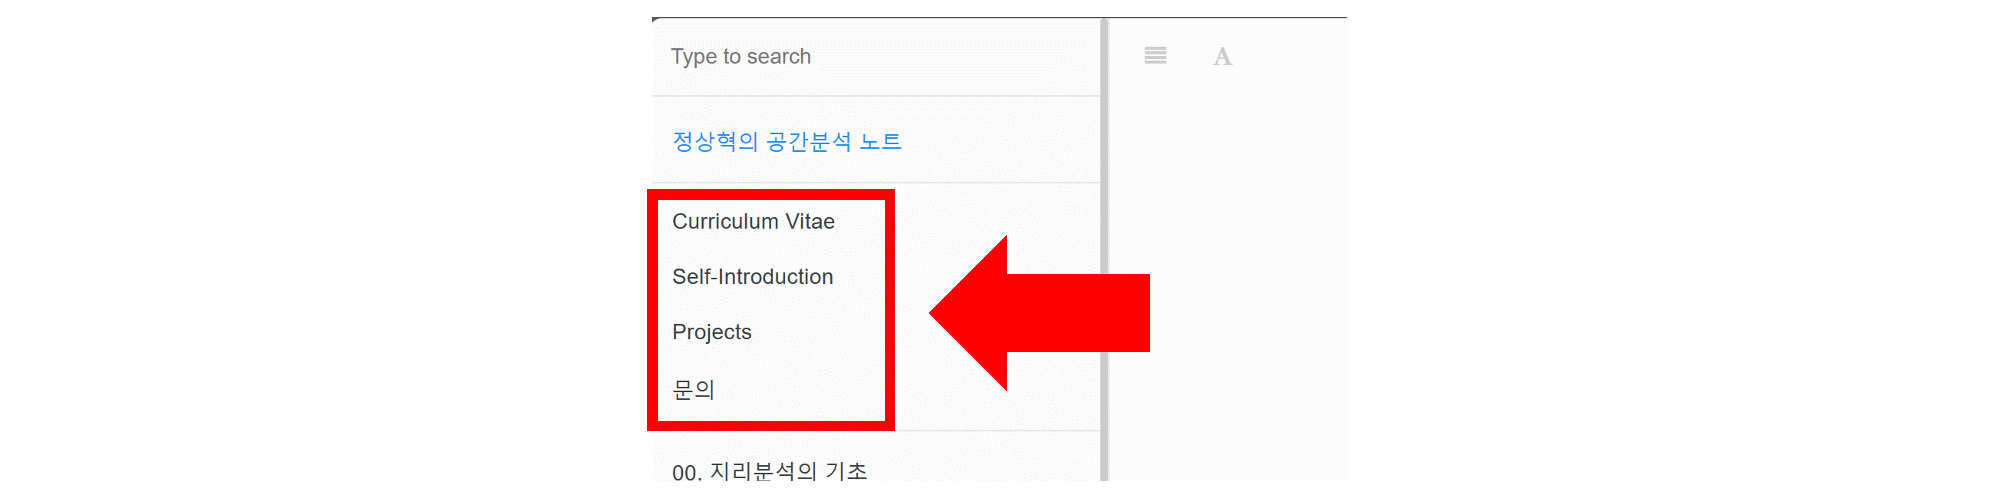 Type to search
A
정상혁의 공간분석 노트
Curriculum Vitae
Self-Introduction
Projects
문의
00. 지리분석의 기초